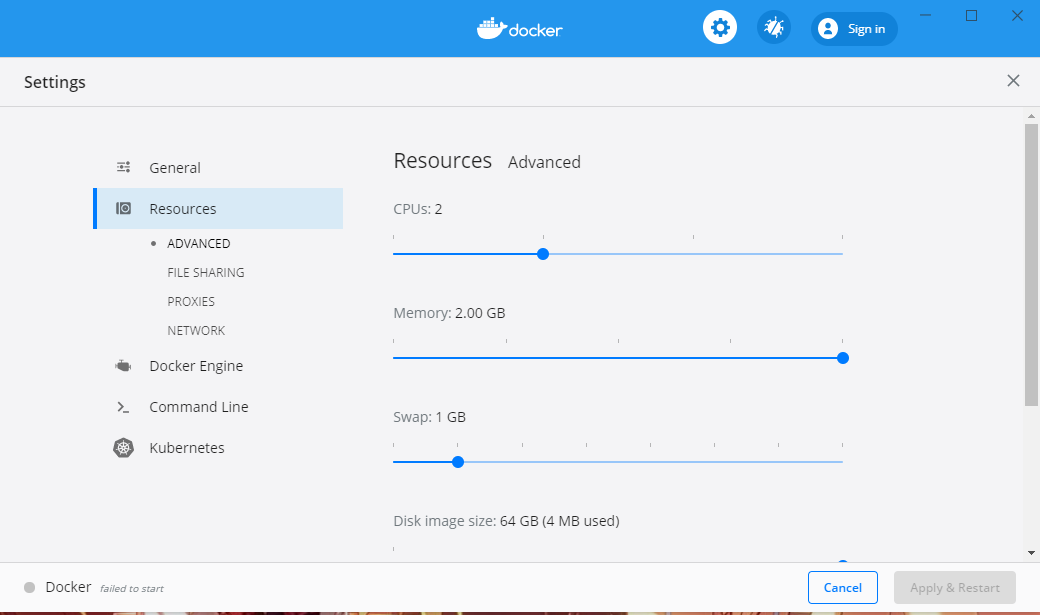 docker
Sign in
Settings
General
Resources
ADVANCED
FILE SHARING
PROXIES
NETWORK
Docker Engine
Command Line
Kubernetes
Resources Advanced
CPUs: 2
Memory: 2.00 GB
Swap: 1 GB
Disk image size: 64 GB (4 MB used)
Docker failed to start
Cancel
Apply & Restart